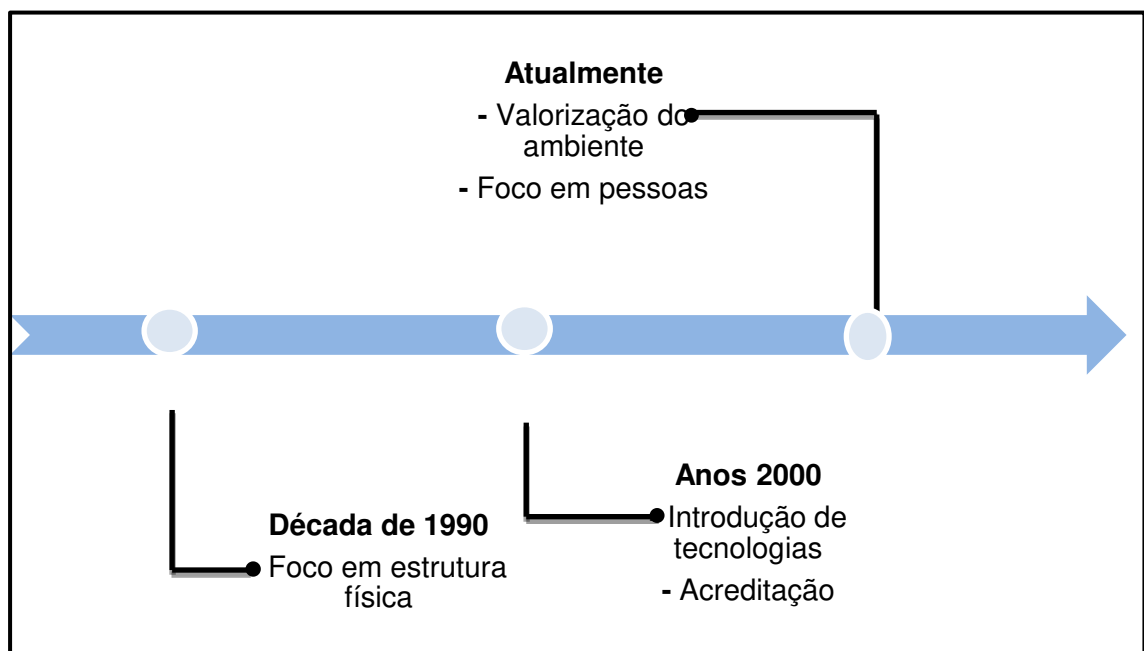 Atualmente
- Valorização do
ambiente
- Foco em pessoas
Década de 1990
Foco em estrutura
física
Anos 2000
Introdução de
tecnologias
- Acreditação